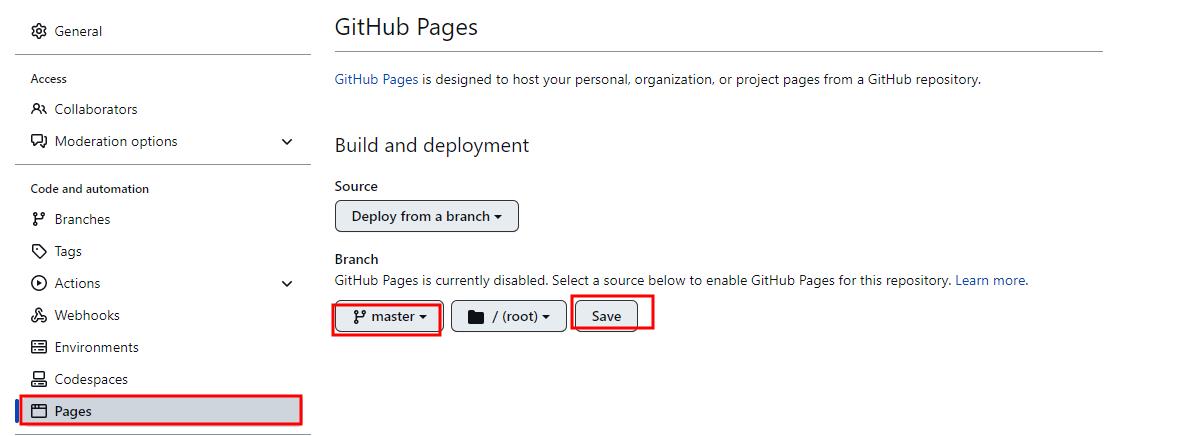 General
Access
Collaborators
Moderation options
Code and automation
Branches
Tags
Actions
Webhooks
Environments
Codespaces
Pages
GitHub Pages
GitHub Pages is designed to host your personal, organization, or project pages from a GitHub repository.
Build and deployment
Source
Deploy from a branch
Branch
GitHub Pages is currently disabled. Select a source below to enable GitHub Pages for this repository. Learn more.
master / (root) Save